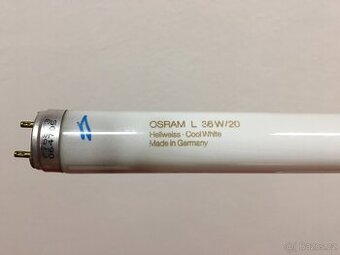 OSRAM L 36W/20
Hellweiss · Cool White
Made in Germany